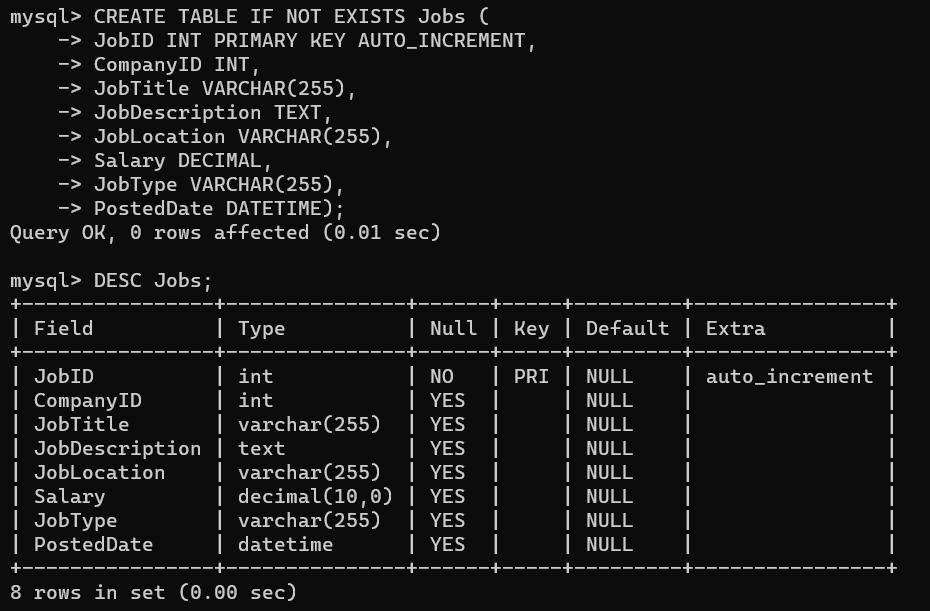 mysql> CREATE TABLE IF NOT EXISTS Jobs (
    -> JobID INT PRIMARY KEY AUTO_INCREMENT,
    -> CompanyID INT,
    -> JobTitle VARCHAR(255),
    -> JobDescription TEXT,
    -> JobLocation VARCHAR(255),
    -> Salary DECIMAL,
    -> JobType VARCHAR(255),
    -> PostedDate DATETIME);
Query OK, 0 rows affected (0.01 sec)

mysql> DESC Jobs;
+----------------+---------------+------+-----+---------+----------------+
| Field          | Type          | Null | Key | Default | Extra          |
+----------------+---------------+------+-----+---------+----------------+
| JobID          | int           | NO   | PRI | NULL    | auto_increment |
| CompanyID      | int           | YES  |     | NULL    |                |
| JobTitle       | varchar(255)  | YES  |     | NULL    |                |
| JobDescription | text          | YES  |     | NULL    |                |
| JobLocation    | varchar(255)  | YES  |     | NULL    |                |
| Salary         | decimal(10,0) | YES  |     | NULL    |                |
| JobType        | varchar(255)  | YES  |     | NULL    |                |
| PostedDate     | datetime      | YES  |     | NULL    |                |
+----------------+---------------+------+-----+---------+----------------+
8 rows in set (0.00 sec)